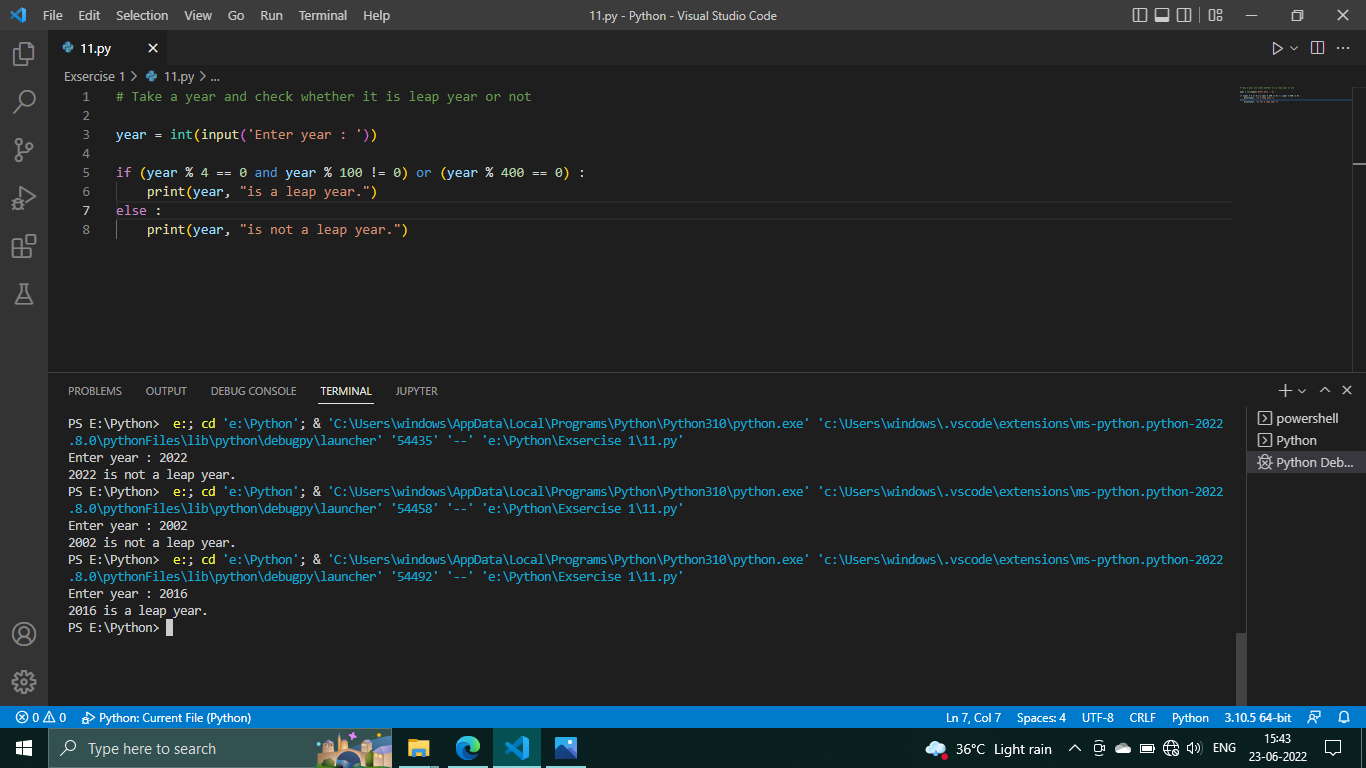 File Edit Selection View Go Run Terminal Help 11.py - Python - Visual Studio Code
11.py
Exsercise 1 > 11.py > ...
1 # Take a year and check whether it is leap year or not
2
3 year = int(input('Enter year : '))
4
5 if (year % 4 == 0 and year % 100 != 0) or (year % 400 == 0) :
6 print(year, "is a leap year.")
7 else :
8 print(year, "is not a leap year.")
PROBLEMS OUTPUT DEBUG CONSOLE TERMINAL JUPYTER
powershell
Python
Python Deb...
PS E:\Python> e:; cd 'e:\Python'; & 'C:\Users\windows\AppData\Local\Programs\Python\Python310\python.exe' 'c:\Users\windows\.vscode\extensions\ms-python.python-2022
.8.0\pythonFiles\lib\python\debugpy\launcher' '54435' '--' 'e:\Python\Exsercise 1\11.py'
Enter year : 2022
2022 is not a leap year.
PS E:\Python> e:; cd 'e:\Python'; & 'C:\Users\windows\AppData\Local\Programs\Python\Python310\python.exe' 'c:\Users\windows\.vscode\extensions\ms-python.python-2022
.8.0\pythonFiles\lib\python\debugpy\launcher' '54458' '--' 'e:\Python\Exsercise 1\11.py'
Enter year : 2002
2002 is not a leap year.
PS E:\Python> e:; cd 'e:\Python'; & 'C:\Users\windows\AppData\Local\Programs\Python\Python310\python.exe' 'c:\Users\windows\.vscode\extensions\ms-python.python-2022
.8.0\pythonFiles\lib\python\debugpy\launcher' '54492' '--' 'e:\Python\Exsercise 1\11.py'
Enter year : 2016
2016 is a leap year.
PS E:\Python>
0 0 Python: Current File (Python) Ln 7, Col 7 Spaces: 4 UTF-8 CRLF Python 3.10.5 64-bit
Type here to search 36°C Light rain ENG
15:43
23-06-2022